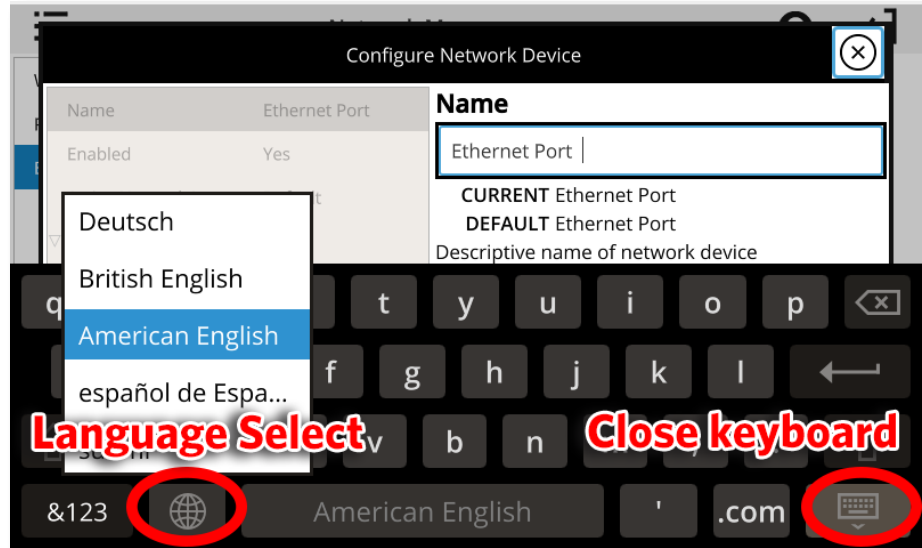 Configure Network Device
Name Ethernet Port
Enabled Yes
Name
Ethernet Port
CURRENT Ethernet Port
DEFAULT Ethernet Port
Descriptive name of network device
Deutsch
British English
American English
español de Espa...
Language Select
Close keyboard
q t y u i o p
f g h j k l
v b n
&123 American English ' .com